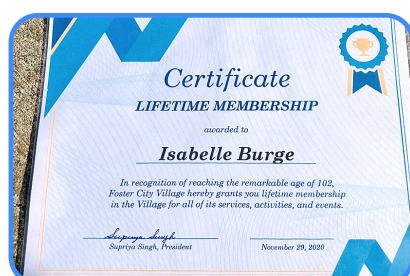 Certificate
LIFETIME MEMBERSHIP
awarded to
Isabelle Burge
In recognition of reaching the remarkable age of 102,
Foster City Village hereby grants you lifetime membership
in the Village for all of its services, activities, and events.
Supriya Singh
Supriya Singh, President
November 29, 2020